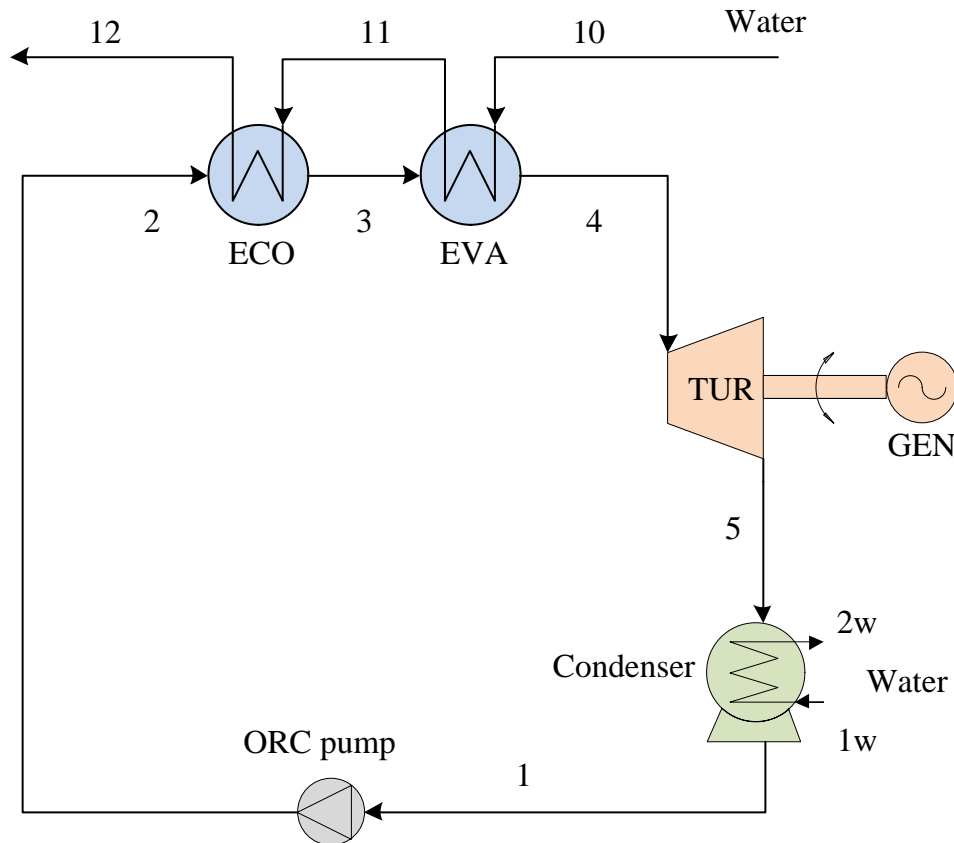 12
11
10
Water
2
3
4
ECO
EVA
TUR
GEN
5
2w
Condenser
Water
1w
ORC pump
1